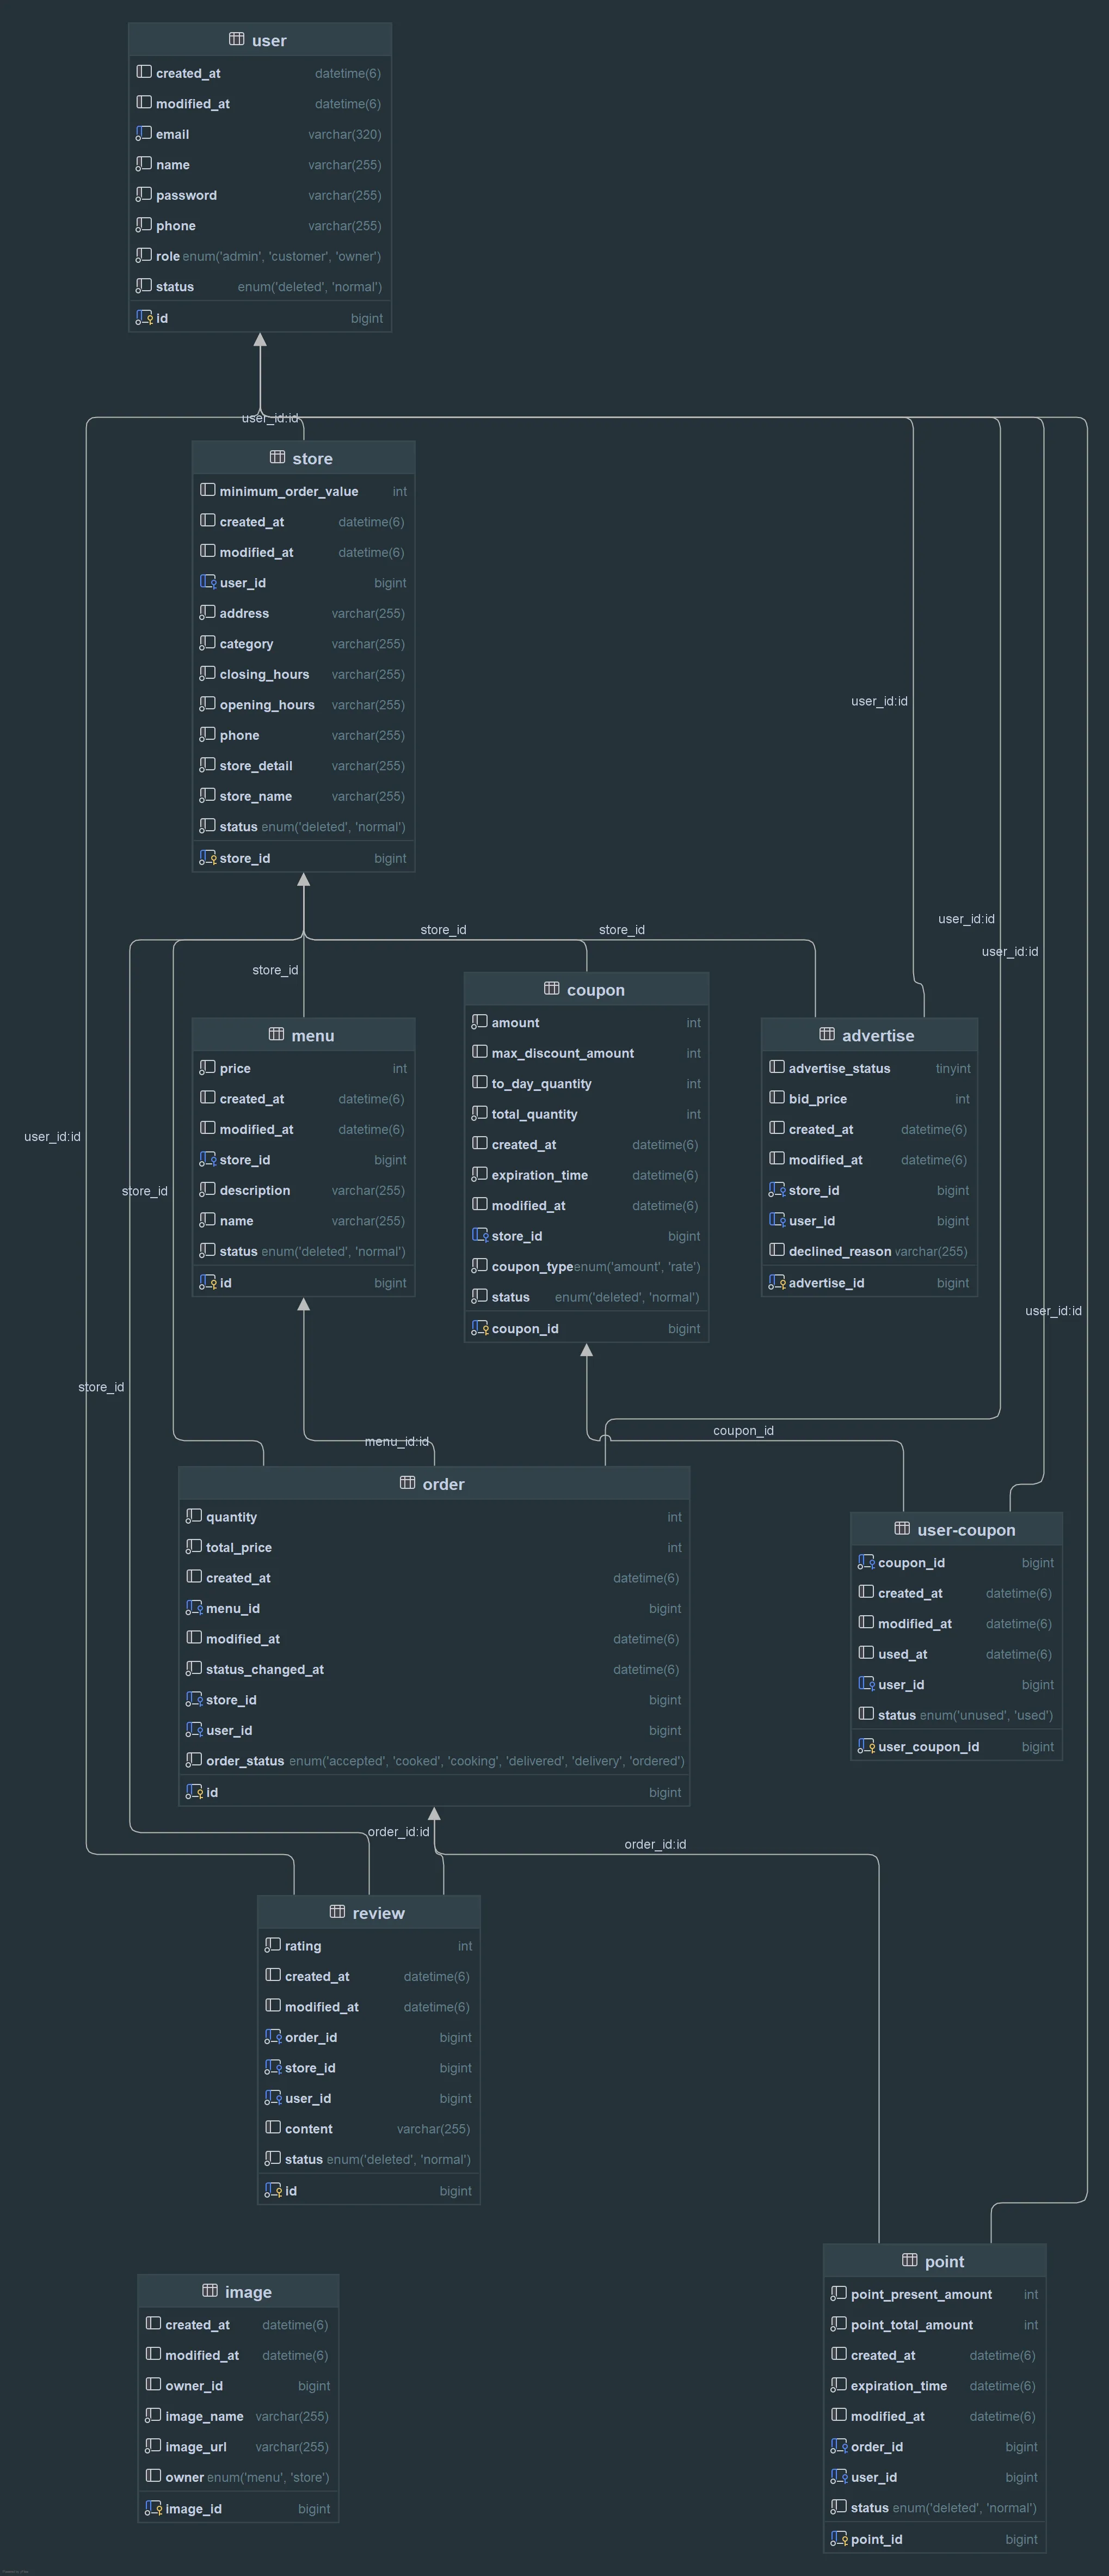 user
created_at datetime(6)
modified_at datetime(6)
email varchar(320)
name varchar(255)
password varchar(255)
phone varchar(255)
role enum('admin', 'customer', 'owner')
status enum('deleted', 'normal')
id bigint
user_id:id
store
minimum_order_value int
created_at datetime(6)
modified_at datetime(6)
user_id bigint
address varchar(255)
category varchar(255)
closing_hours varchar(255)
opening_hours varchar(255)
phone varchar(255)
store_detail varchar(255)
store_name varchar(255)
status enum('deleted', 'normal')
store_id bigint
user_id:id
user_id:id
store_id
store_id
user_id:id
store_id
menu
price int
created_at datetime(6)
modified_at datetime(6)
store_id bigint
description varchar(255)
name varchar(255)
status enum('deleted', 'normal')
id bigint
coupon
amount int
max_discount_amount int
to_day_quantity int
total_quantity int
created_at datetime(6)
expiration_time datetime(6)
modified_at datetime(6)
store_id bigint
coupon_type enum('amount', 'rate')
status enum('deleted', 'normal')
coupon_id bigint
advertise
advertise_status tinyint
bid_price int
created_at datetime(6)
modified_at datetime(6)
store_id bigint
user_id bigint
declined_reason varchar(255)
advertise_id bigint
user_id:id
store_id
user_id:id
store_id
coupon_id
menu_id:id
order
quantity int
total_price int
created_at datetime(6)
menu_id bigint
modified_at datetime(6)
status_changed_at datetime(6)
store_id bigint
user_id bigint
order_status enum('accepted', 'cooked', 'cooking', 'delivered', 'delivery', 'ordered')
id bigint
user-coupon
coupon_id bigint
created_at datetime(6)
modified_at datetime(6)
used_at datetime(6)
user_id bigint
status enum('unused', 'used')
user_coupon_id bigint
order_id:id
order_id:id
review
rating int
created_at datetime(6)
modified_at datetime(6)
order_id bigint
store_id bigint
user_id bigint
content varchar(255)
status enum('deleted', 'normal')
id bigint
image
created_at datetime(6)
modified_at datetime(6)
owner_id bigint
image_name varchar(255)
image_url varchar(255)
owner enum('menu', 'store')
image_id bigint
point
point_present_amount int
point_total_amount int
created_at datetime(6)
expiration_time datetime(6)
modified_at datetime(6)
order_id bigint
user_id bigint
status enum('deleted', 'normal')
point_id bigint